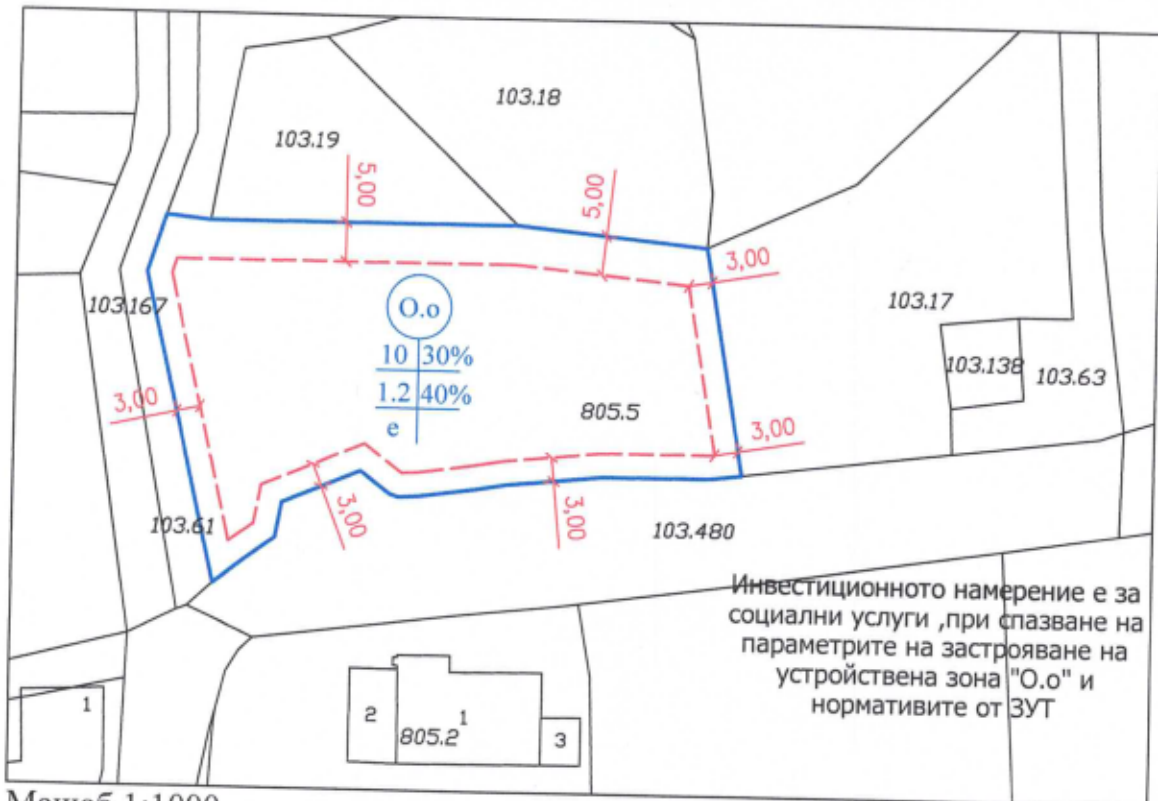 103.18
103.19
5,00
5,00
3,00
103.167
О.о
103.17
10 30%
1.2 40%
е
103.138
103.63
3,00
805.5
3,00
3,00
3,00
103.61
103.480
Инвестиционното намерение е за
социални услуги ,при спазване на
параметрите на застрояване на
устройствена зона "О.о" и
нормативите от ЗУТ
1
2
1
805.2
3
Мащаб 1:1000